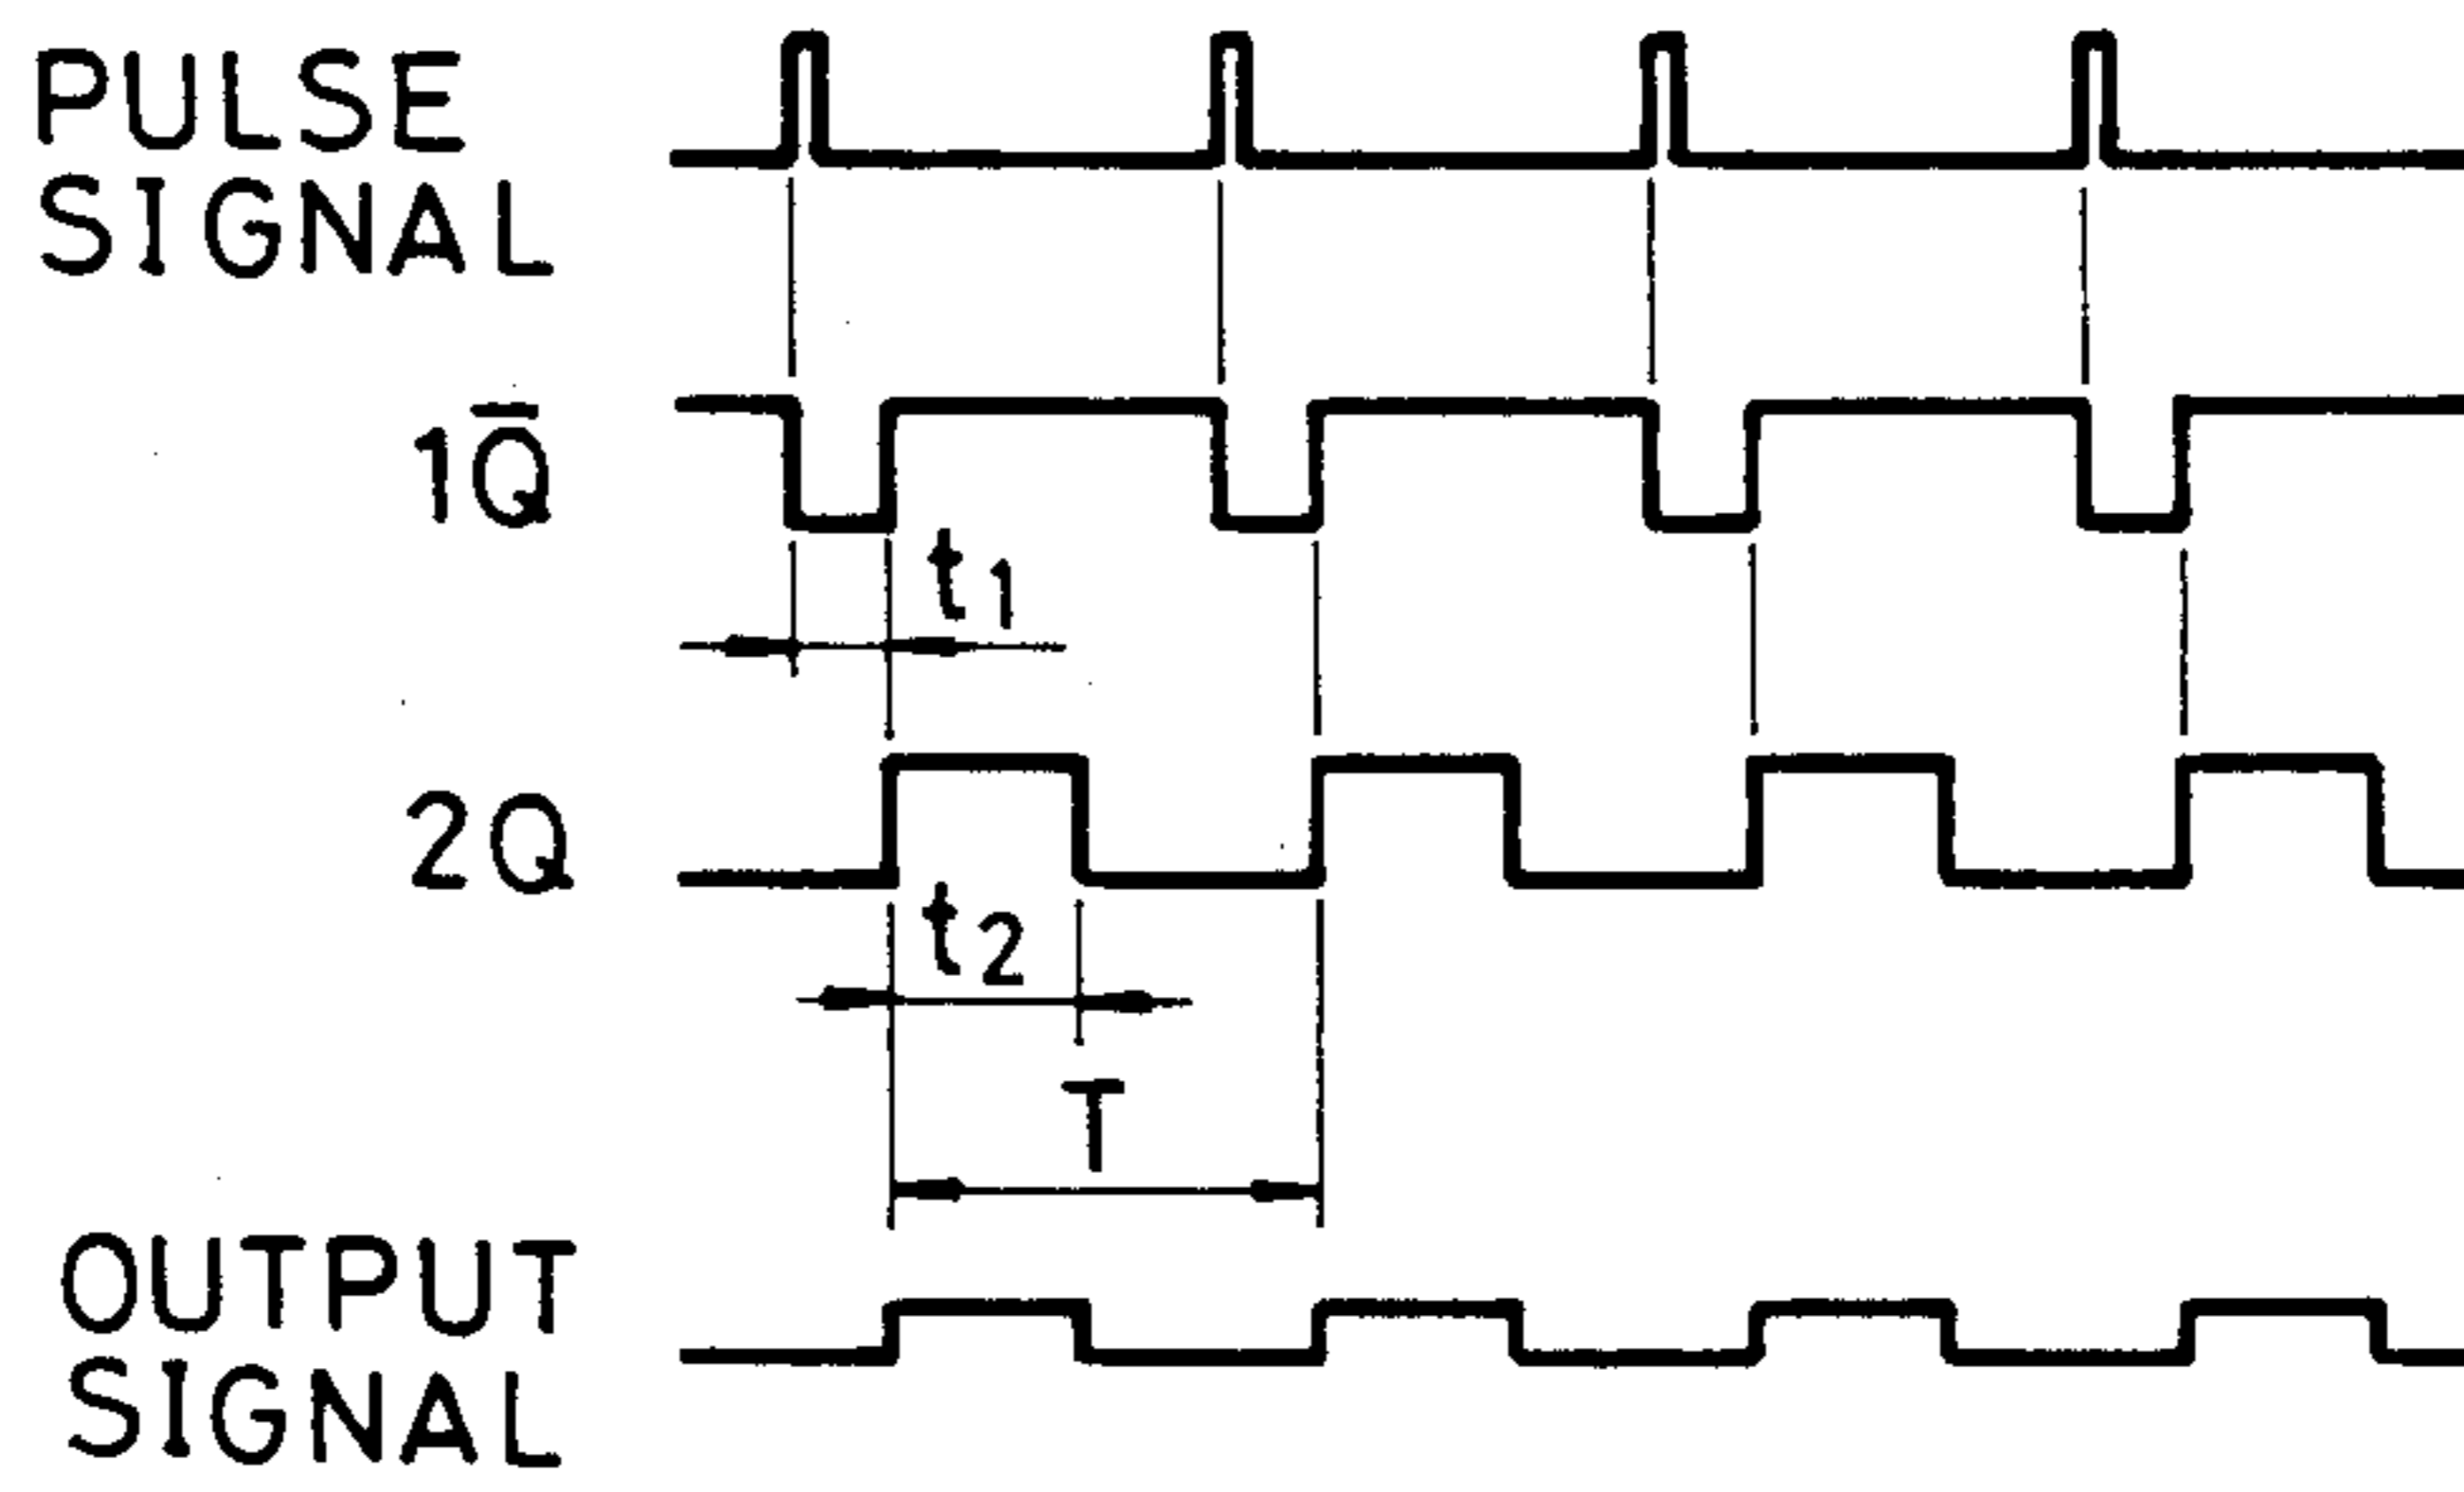 PULSE
SIGNAL
1Q̅
t1
2Q
t2
T
OUTPUT
SIGNAL